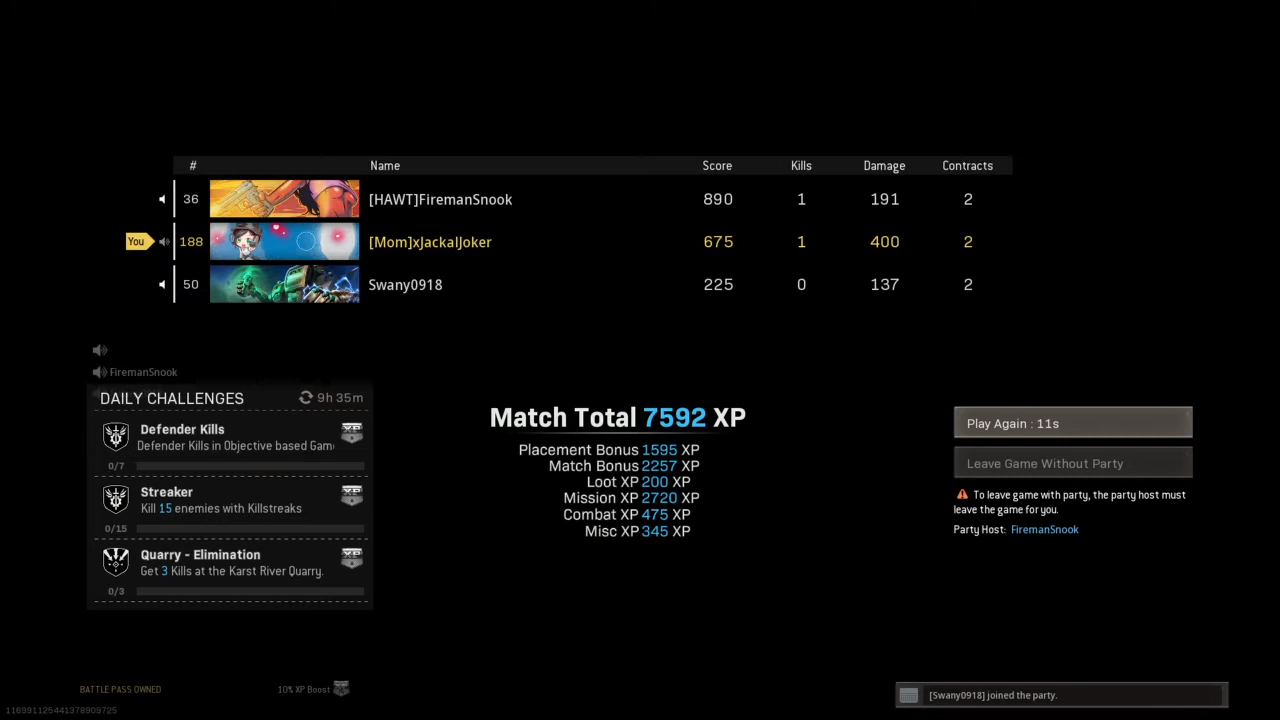 # Name Score Kills Damage Contracts
36 [HAWT]FiremanSnook 890 1 191 2
You 188 [Mom]xJackalJoker 675 1 400 2
50 Swany0918 225 0 137 2
FiremanSnook
DAILY CHALLENGES 9h 35m
Defender Kills
Defender Kills in Objective based Gam
0/7
Streaker
Kill 15 enemies with Killstreaks
0/15
Quarry - Elimination
Get 3 Kills at the Karst River Quarry.
0/3
Match Total 7592 XP
Placement Bonus 1595 XP
Match Bonus 2257 XP
Loot XP 200 XP
Mission XP 2720 XP
Combat XP 475 XP
Misc XP 345 XP
Play Again : 11s
Leave Game Without Party
To leave game with party, the party host must
leave the game for you.
Party Host: FiremanSnook
BATTLE PASS OWNED
10% XP Boost
[Swany0918] joined the party.
116991125441378909725